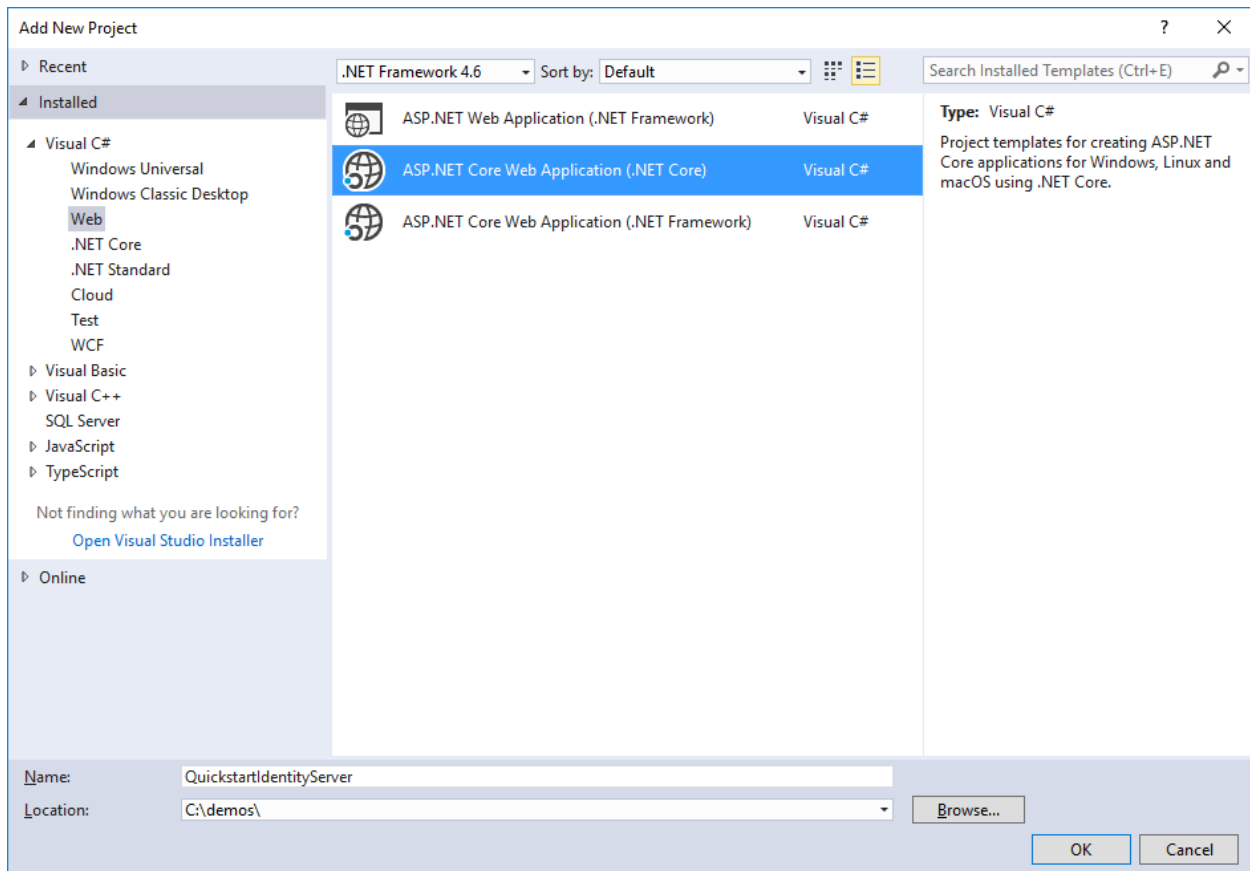 Add New Project
?
Recent
.NET Framework 4.6
Sort by: Default
Search Installed Templates (Ctrl+E)
Installed
Visual C#
Windows Universal
Windows Classic Desktop
Web
.NET Core
.NET Standard
Cloud
Test
WCF
Visual Basic
Visual C++
SQL Server
JavaScript
TypeScript
Not finding what you are looking for?
Open Visual Studio Installer
Online
ASP.NET Web Application (.NET Framework) Visual C#
ASP.NET Core Web Application (.NET Core) Visual C#
ASP.NET Core Web Application (.NET Framework) Visual C#
Type: Visual C#
Project templates for creating ASP.NET
Core applications for Windows, Linux and
macOS using .NET Core.
Name: QuickstartIdentityServer
Location: C:\demos\
Browse...
OK
Cancel